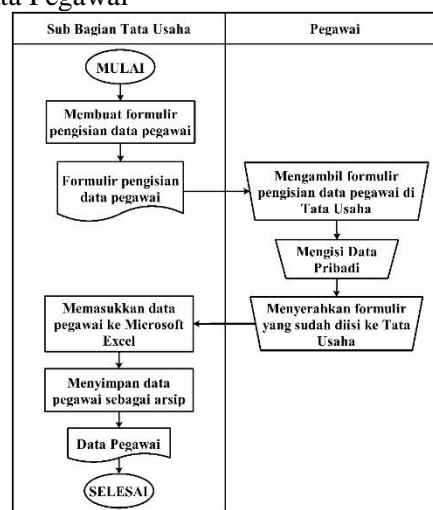 ta Pegawai
Sub Bagian Tata Usaha
Pegawai
MULAI
Membuat formulir
pengisian data pegawai
Formulir pengisian
data pegawai
Mengambil formulir
pengisian data pegawai di
Tata Usaha
Mengisi Data
Pribadi
Menyerahkan formulir
yang sudah diisi ke Tata
Usaha
Memasukkan data
pegawai ke Microsoft
Excel
Menyimpan data
pegawai sebagai arsip
Data Pegawai
SELESAI